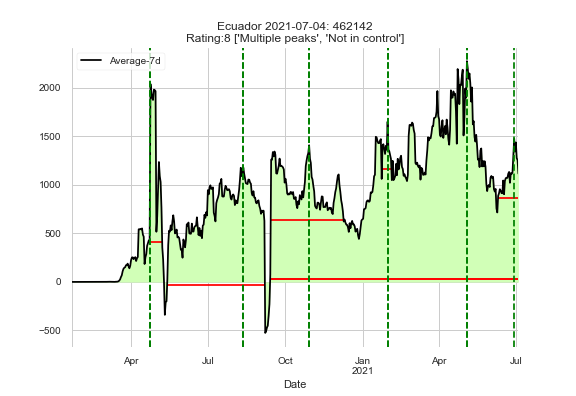 Ecuador 2021-07-04: 462142
Rating:8 ['Multiple peaks', 'Not in control']
Average-7d
2000
1500
1000
500
0
−500
Apr
Jul
Oct
Jan
2021
Apr
Jul
Date